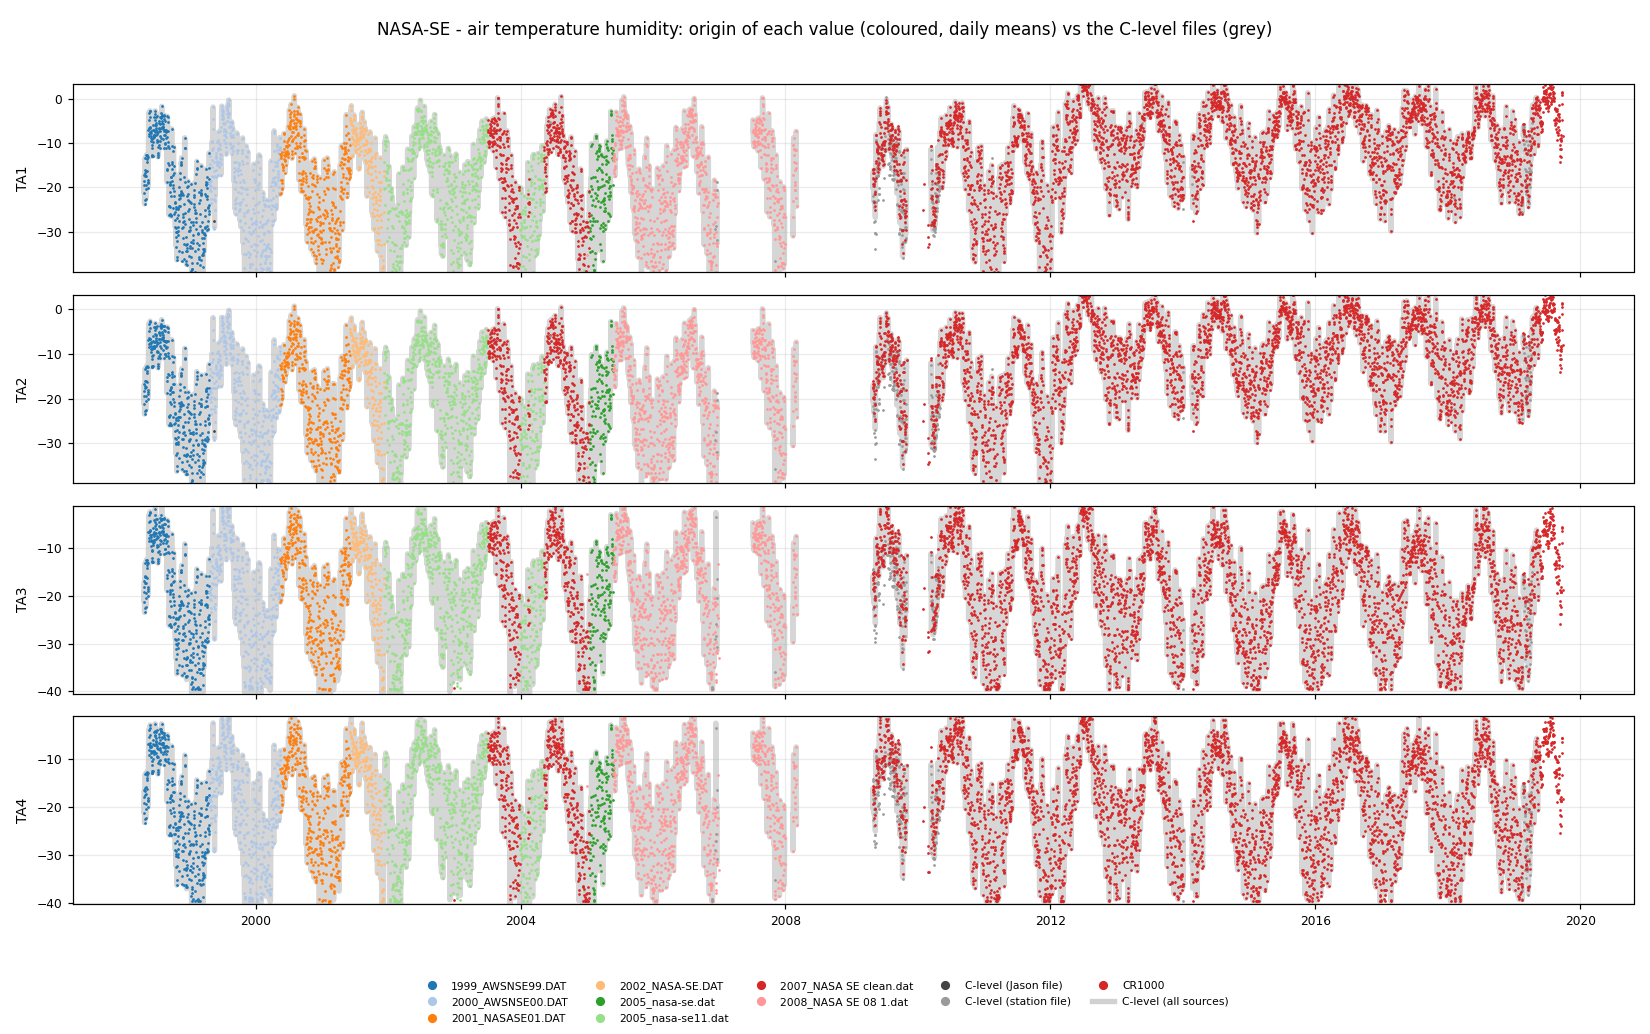 NASA-SE - air temperature humidity: origin of each value (coloured, daily means) vs the C-level files (grey)
TA1
0
−10
−20
−30
TA2
0
−10
−20
−30
TA3
−10
−20
−30
−40
TA4
−10
−20
−30
−40
2000 2004 2008 2012 2016 2020
1999_AWSNSE99.DAT 2002_NASA-SE.DAT 2007_NASA SE clean.dat C-level (Jason file) CR1000
2000_AWSNSE00.DAT 2005_nasa-se.dat 2008_NASA SE 08 1.dat C-level (station file) C-level (all sources)
2001_NASASE01.DAT 2005_nasa-se11.dat